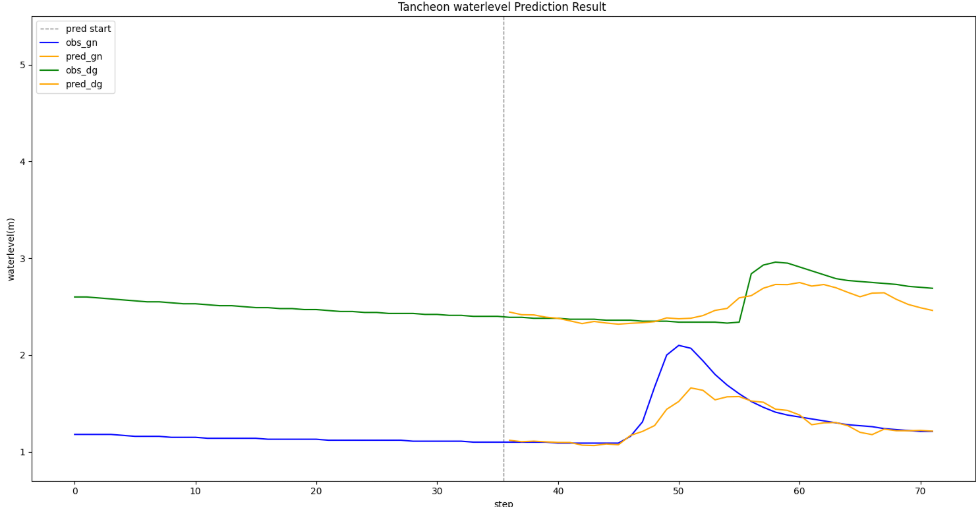 Tancheon waterlevel Prediction Result
pred start
obs_gn
pred_gn
obs_dg
pred_dg
waterlevel(m)
5
4
3
2
1
0
10
20
30
40
50
60
70
step